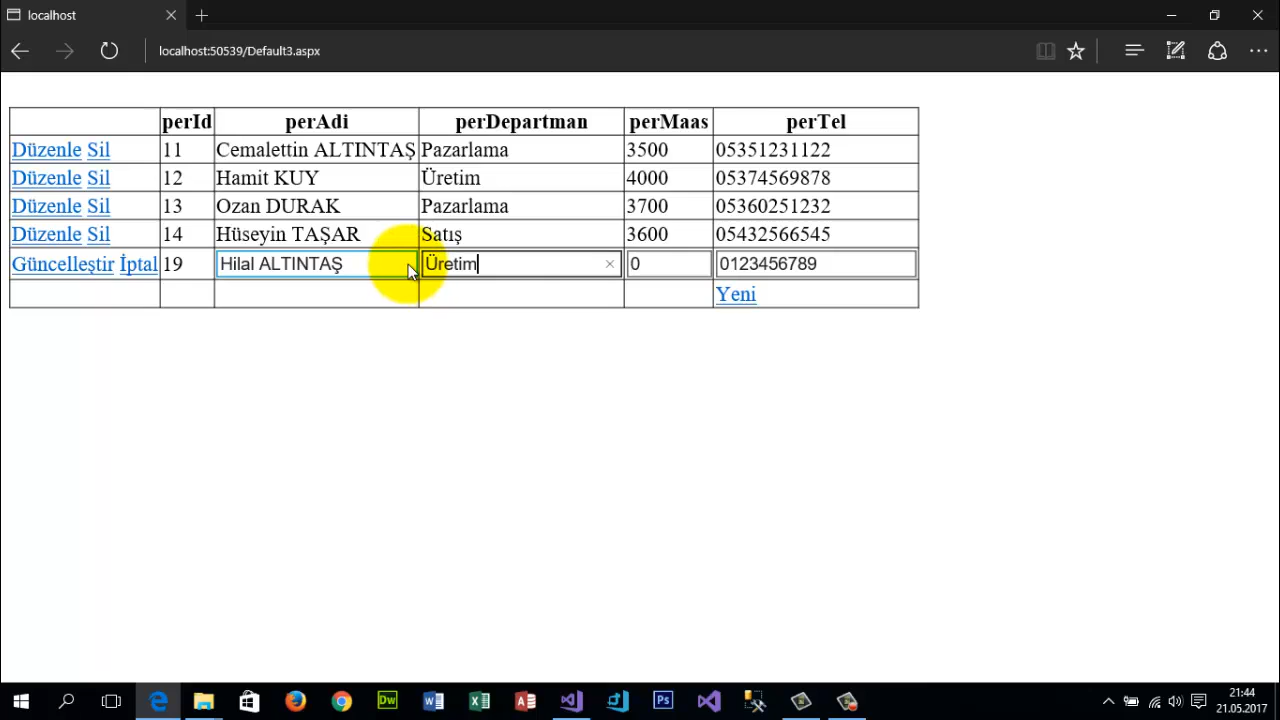 localhost
localhost:50539/Default3.aspx
perId perAdi perDepartman perMaas perTel
Düzenle Sil 11 Cemalettin ALTINTAŞ Pazarlama 3500 05351231122
Düzenle Sil 12 Hamit KUY Üretim 4000 05374569878
Düzenle Sil 13 Ozan DURAK Pazarlama 3700 05360251232
Düzenle Sil 14 Hüseyin TAŞAR Satış 3600 05432566545
Güncelleştir İptal 19 Hilal ALTINTAŞ Üretim 0 0123456789
Yeni
Dw Ps
21:44
21.05.2017